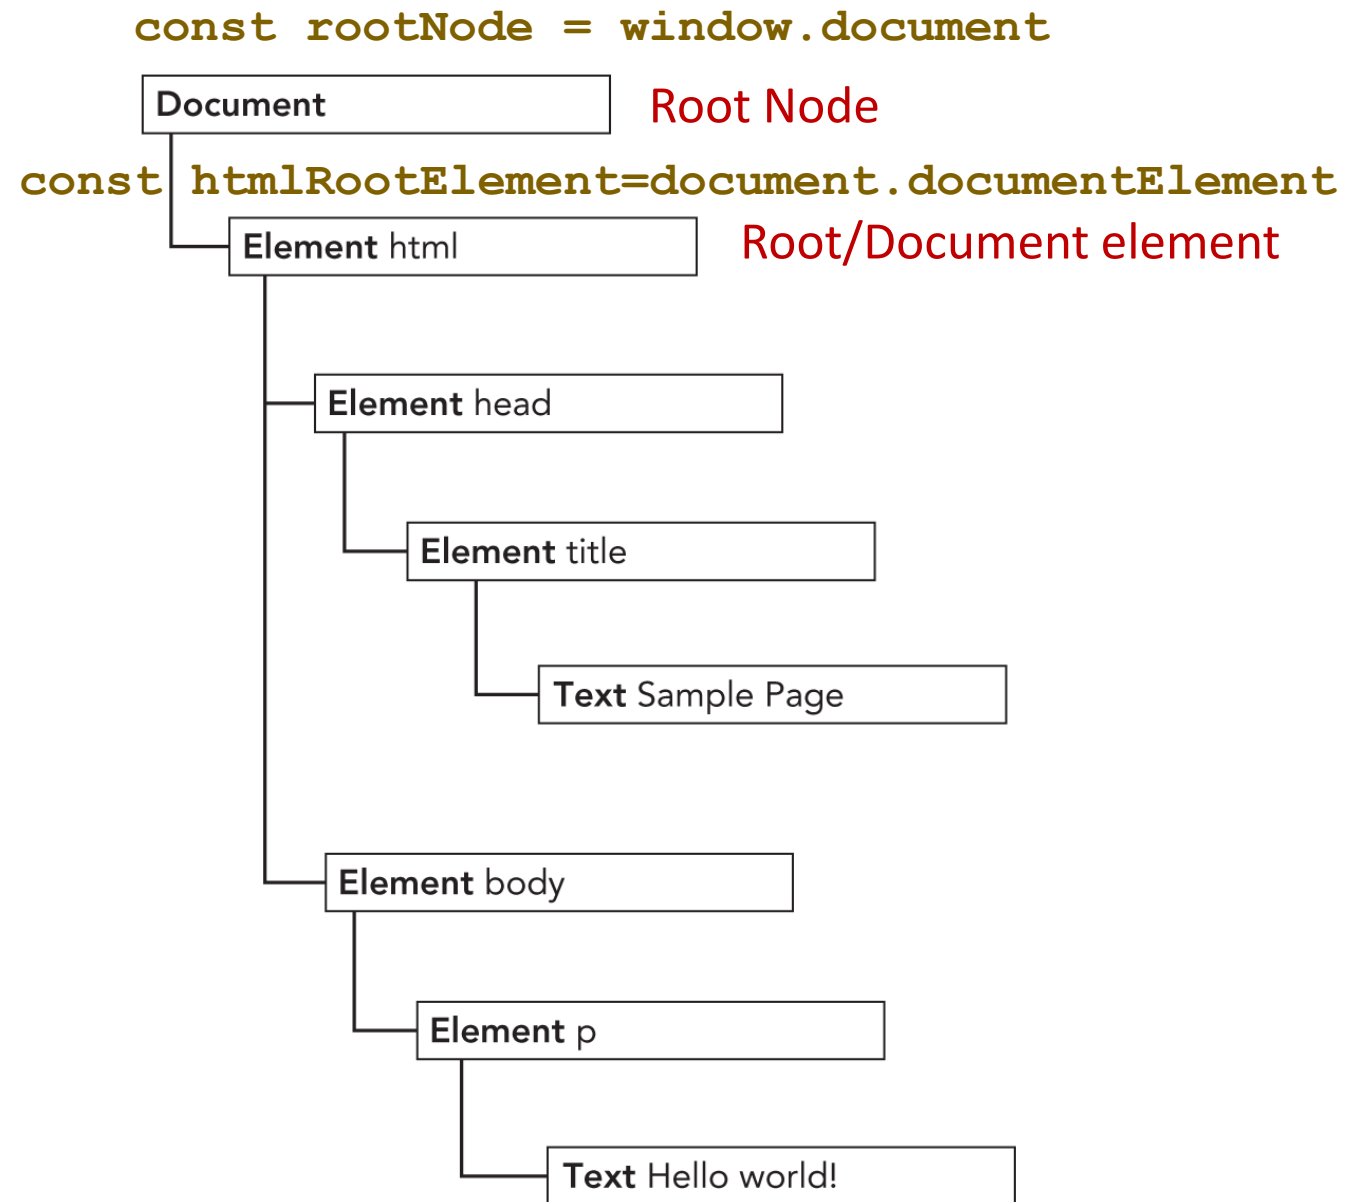 const rootNode = window.document
Document
Root Node
const htmlRootElement=document.documentElement
Element html
Root/Document element
Element head
Element title
Text Sample Page
Element body
Element p
Text Hello world!